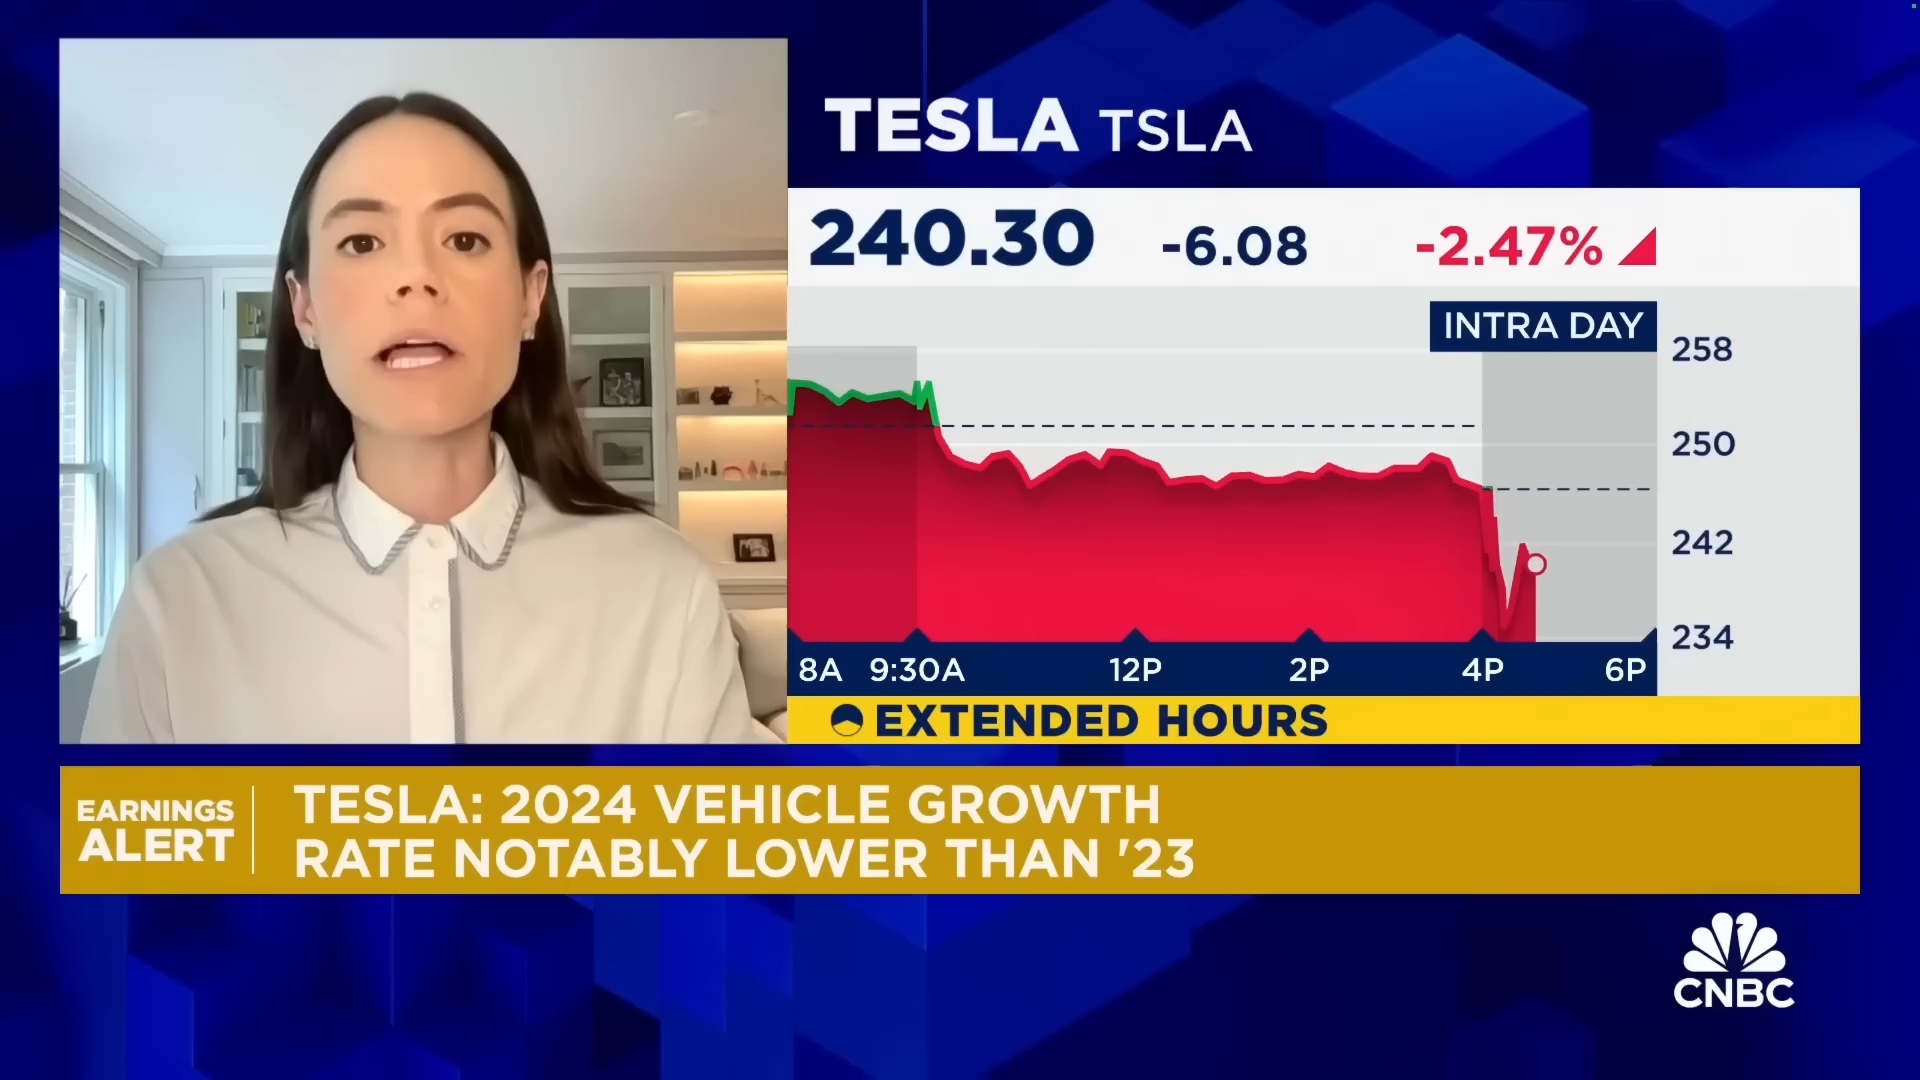 TESLA TSLA
240.30 -6.08 -2.47%
INTRA DAY
258
250
242
234
8A 9:30A 12P 2P 4P 6P
EXTENDED HOURS
EARNINGS
ALERT
TESLA: 2024 VEHICLE GROWTH
RATE NOTABLY LOWER THAN '23
CNBC